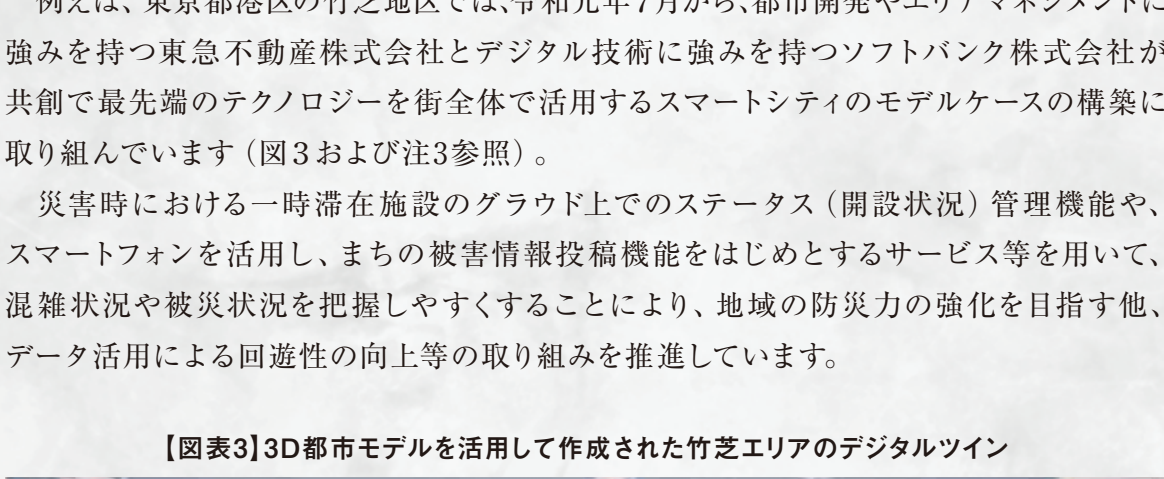 例えば、東京都港区の竹芝地区では、令和元年7月から、都市開発やエリアマネジメントに
強みを持つ東急不動産株式会社とデジタル技術に強みを持つソフトバンク株式会社が
共創で最先端のテクノロジーを街全体で活用するスマートシティのモデルケースの構築に
取り組んでいます（図3および注3参照）。
災害時における一時滞在施設のグラウド上でのステータス（開設状況）管理機能や、
スマートフォンを活用し、まちの被害情報投稿機能をはじめとするサービス等を用いて、
混雑状況や被災状況を把握しやすくすることにより、地域の防災力の強化を目指す他、
データ活用による回遊性の向上等の取り組みを推進しています。
【図表3】3D都市モデルを活用して作成された竹芝エリアのデジタルツイン